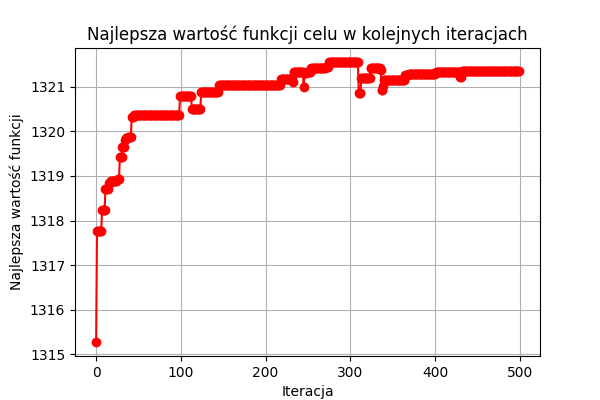 Najlepsza wartość funkcji celu w kolejnych iteracjach
Najlepsza wartość funkcji
1321
1320
1319
1318
1317
1316
1315
0 100 200 300 400 500
Iteracja